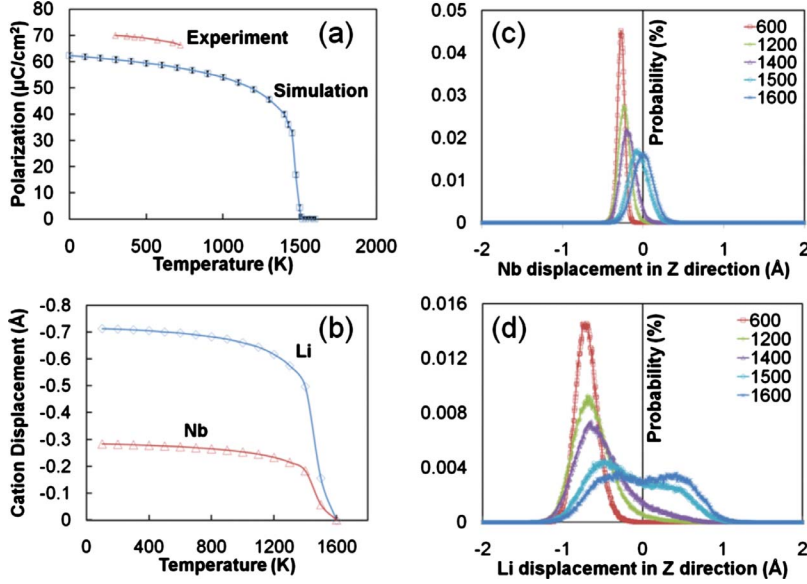 (a)
Experiment
Simulation
Polarization (µC/cm²)
80
70
60
50
40
30
20
10
0
0 500 1000 1500 2000
Temperature (K)
(c)
Probability (%)
600
1200
1400
1500
1600
0.05
0.04
0.03
0.02
0.01
0
-2 -1 0 1 2
Nb displacement in Z direction (Å)
(b)
Li
Nb
Cation Displacement (Å)
-0.8
-0.7
-0.6
-0.5
-0.4
-0.3
-0.2
-0.1
0
0 400 800 1200 1600
Temperature (K)
(d)
Probability (%)
600
1200
1400
1500
1600
0.016
0.012
0.008
0.004
0
-2 -1 0 1 2
Li displacement in Z direction (Å)